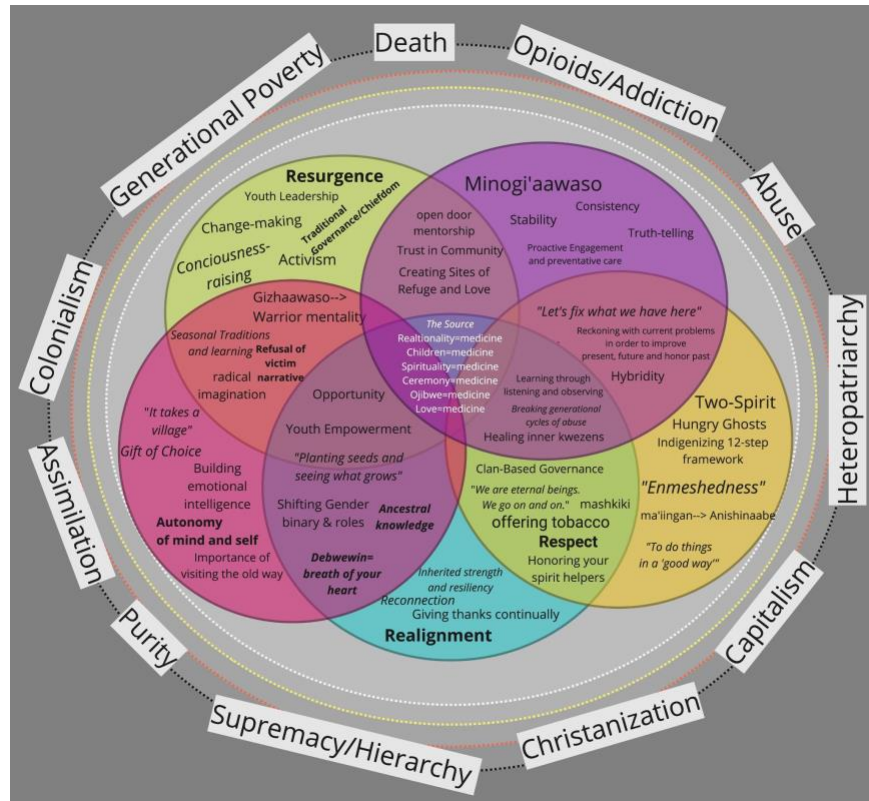 Death
Opioids/Addiction
Generational Poverty
Abuse
Colonialism
Heteropatriarchy
Assimilation
Capitalism
Purity
Christanization
Supremacy/Hierarchy
Resurgence
Youth Leadership
Change-making
Traditional
Governance/Chiefdom
Conciousness-
raising
Activism
Minogi'aawaso
Consistency
Stability
Truth-telling
Proactive Engagement
and preventative care
open door
mentorship
Trust in Community
Creating Sites of
Refuge and Love
Gizhaawaso-->
Warrior mentality
Seasonal Traditions
and learning
Refusal of
victim
narrative
radical
imagination
The Source
Realtionality=medicine
Children=medicine
Spirituality=medicine
Ceremony=medicine
Ojibwe=medicine
Love=medicine
"Let's fix what we have here"
Reckoning with current problems
in order to improve
present, future and honor past
Hybridity
Learning through
listening and observing
Breaking generational
cycles of abuse
Healing inner kwezens
Two-Spirit
Hungry Ghosts
Indigenizing 12-step
framework
"Enmeshedness"
ma'iingan--> Anishinaabe
"To do things
in a 'good way'"
"It takes a
village"
Gift of Choice
Building
emotional
intelligence
Autonomy
of mind and self
Importance of
visiting the old way
Opportunity
Youth Empowerment
"Planting seeds and
seeing what grows"
Shifting Gender
binary & roles
Ancestral
knowledge
Debwewin=
breath of your
heart
Clan-Based Governance
"We are eternal beings.
We go on and on."
mashkiki
offering tobacco
Respect
Honoring your
spirit helpers
Inherited strength
and resiliency
Reconnection
Giving thanks continually
Realignment